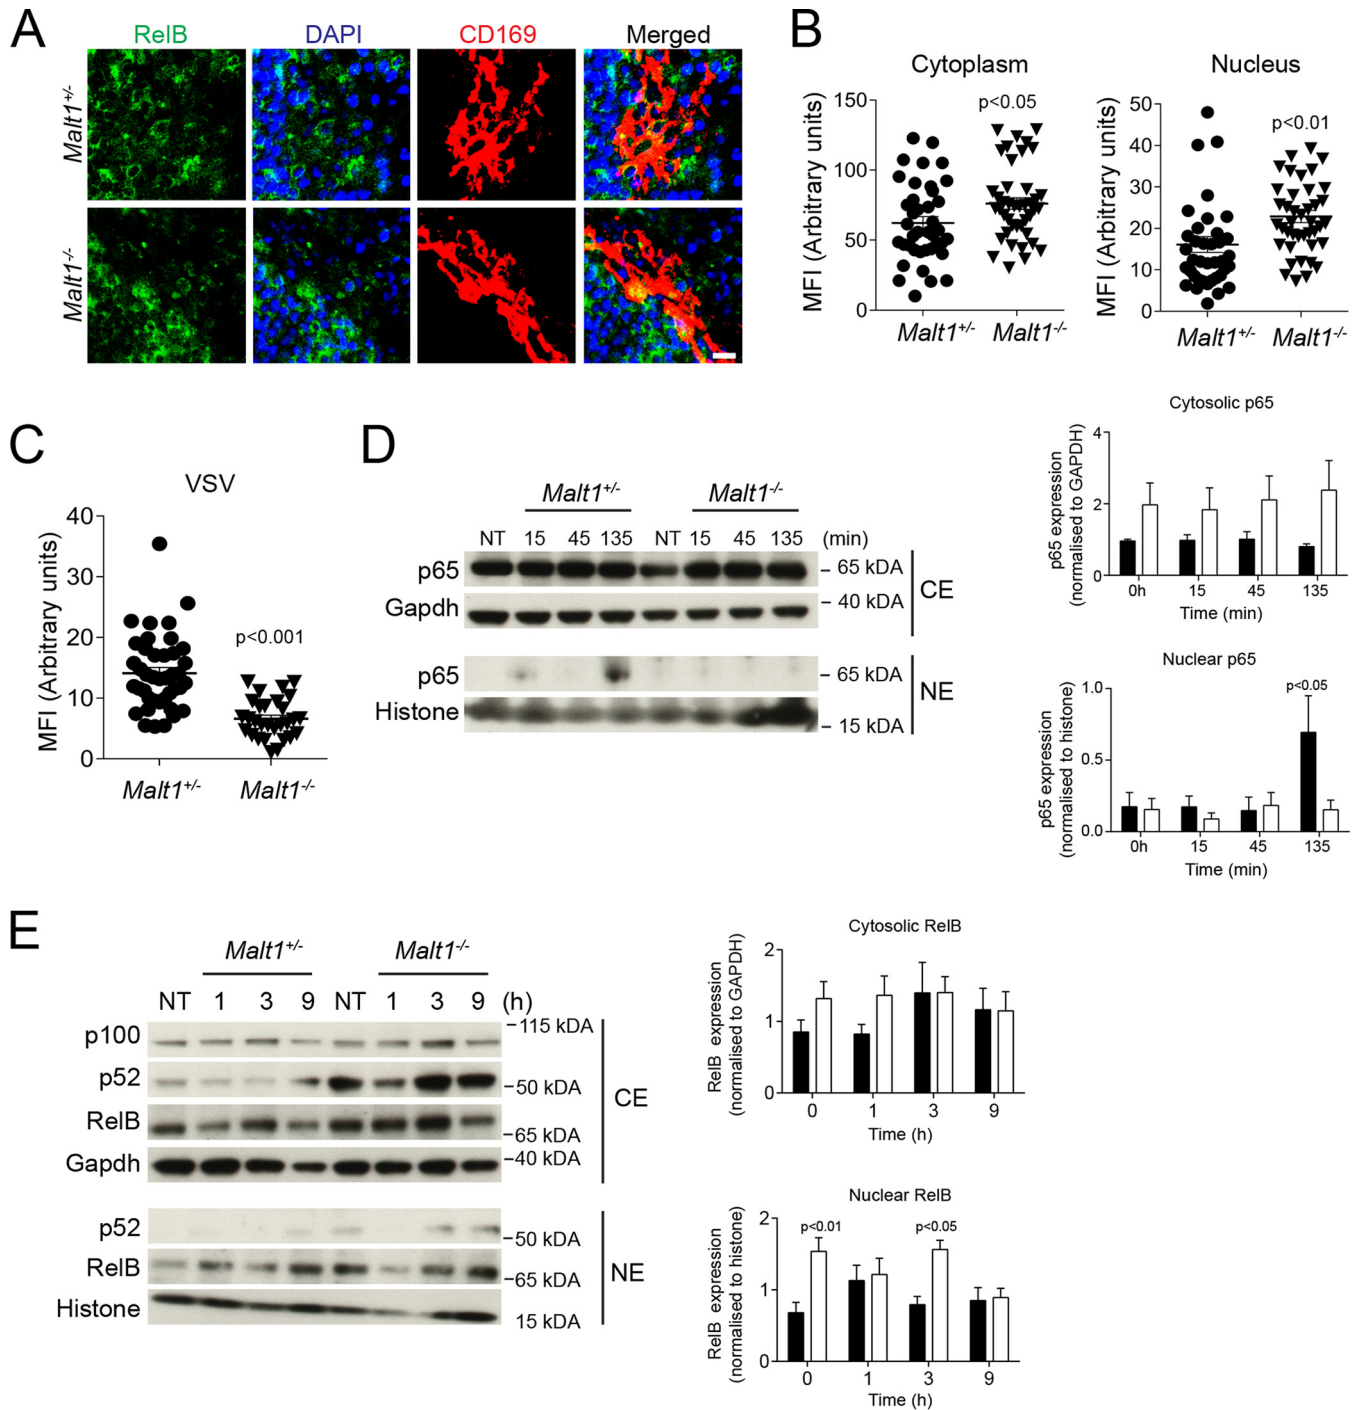 A
RelB DAPI CD169 Merged
Malt1+/-
Malt1-/-
B
Cytoplasm
MFI (Arbitrary units)
150
100
50
0
p<0.05
Malt1+/- Malt1-/-
Nucleus
MFI (Arbitrary units)
50
40
30
20
10
0
p<0.01
Malt1+/- Malt1-/-
C
VSV
MFI (Arbitrary units)
40
30
20
10
0
p<0.001
Malt1+/- Malt1-/-
D
Malt1+/- Malt1-/-
NT 15 45 135 NT 15 45 135 (min)
p65 – 65 kDA
Gapdh – 40 kDA
CE
p65 – 65 kDA
Histone – 15 kDA
NE
Cytosolic p65
p65 expression
(normalised to GAPDH)
4
2
0
0h 15 45 135
Time (min)
Nuclear p65
p65 expression
(normalised to histone)
1.0
0.5
0.0
p<0.05
0h 15 45 135
Time (min)
E
Malt1+/- Malt1-/-
NT 1 3 9 NT 1 3 9 (h)
p100 –115 kDA
p52 –50 kDA
RelB –65 kDA
Gapdh –40 kDA
CE
p52 –50 kDA
RelB –65 kDA
Histone 15 kDA
NE
Cytosolic RelB
RelB expression
(normalised to GAPDH)
2
1
0
0 1 3 9
Time (h)
Nuclear RelB
RelB expression
(normalised to histone)
2
1
0
p<0.01 p<0.05
0 1 3 9
Time (h)